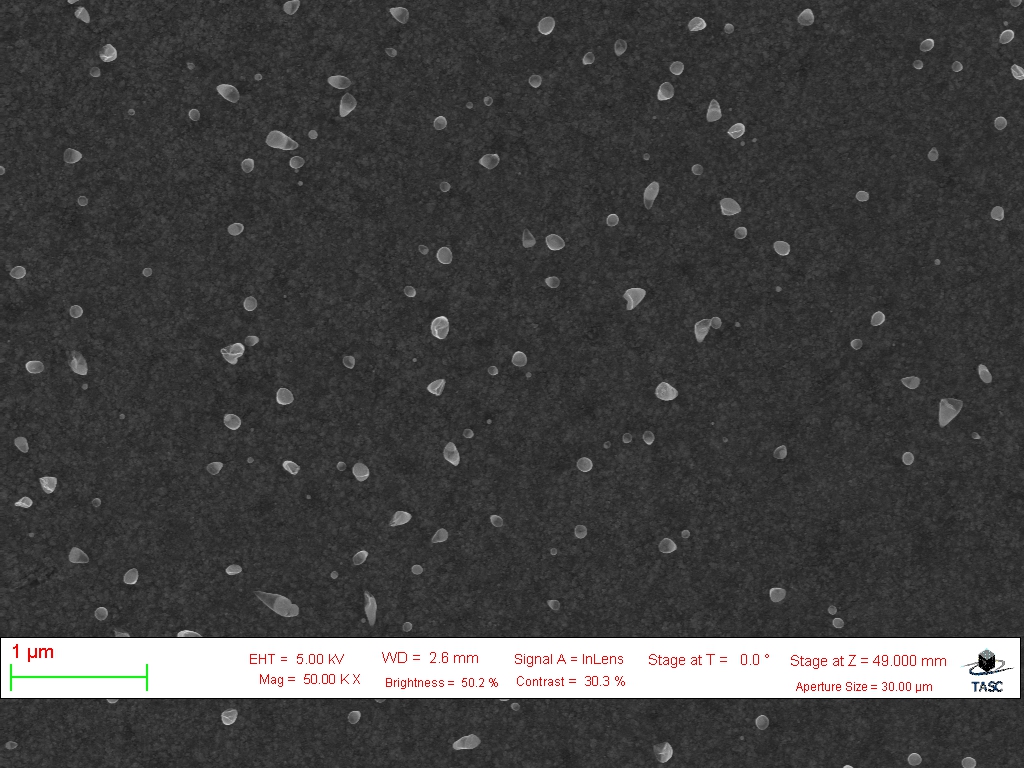 1 µm
EHT = 5.00 kV
WD = 2.6 mm
Signal A = InLens
Stage at T = 0.0 °
Stage at Z = 49.000 mm
Mag = 50.00 K X
Brightness = 50.2 %
Contrast = 30.3 %
Aperture Size = 30.00 µm
TASC